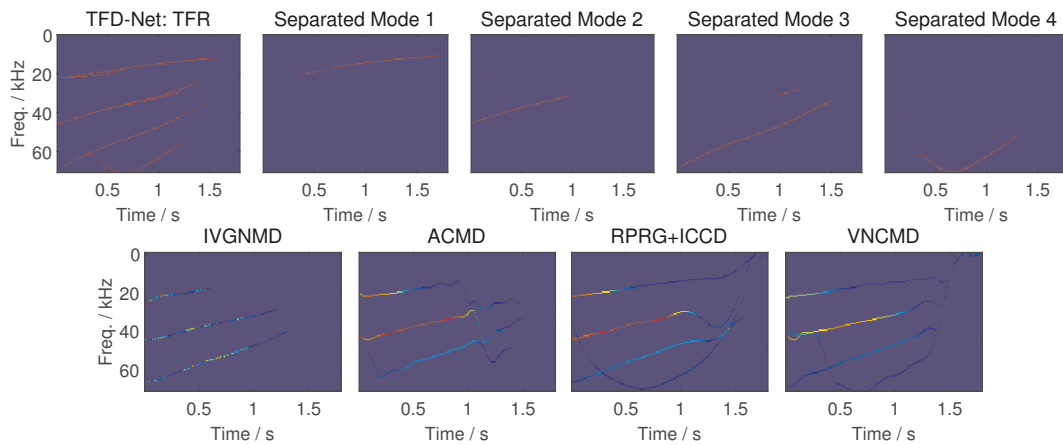 TFD-Net: TFR Separated Mode 1 Separated Mode 2 Separated Mode 3 Separated Mode 4
0
20
40
60
Freq. / kHz
0.5 1 1.5 0.5 1 1.5 0.5 1 1.5 0.5 1 1.5 0.5 1 1.5
Time / s Time / s Time / s Time / s Time / s
IVGNMD ACMD RPRG+ICCD VNCMD
0
20
40
60
Freq. / kHz
0.5 1 1.5 0.5 1 1.5 0.5 1 1.5 0.5 1 1.5
Time / s Time / s Time / s Time / s